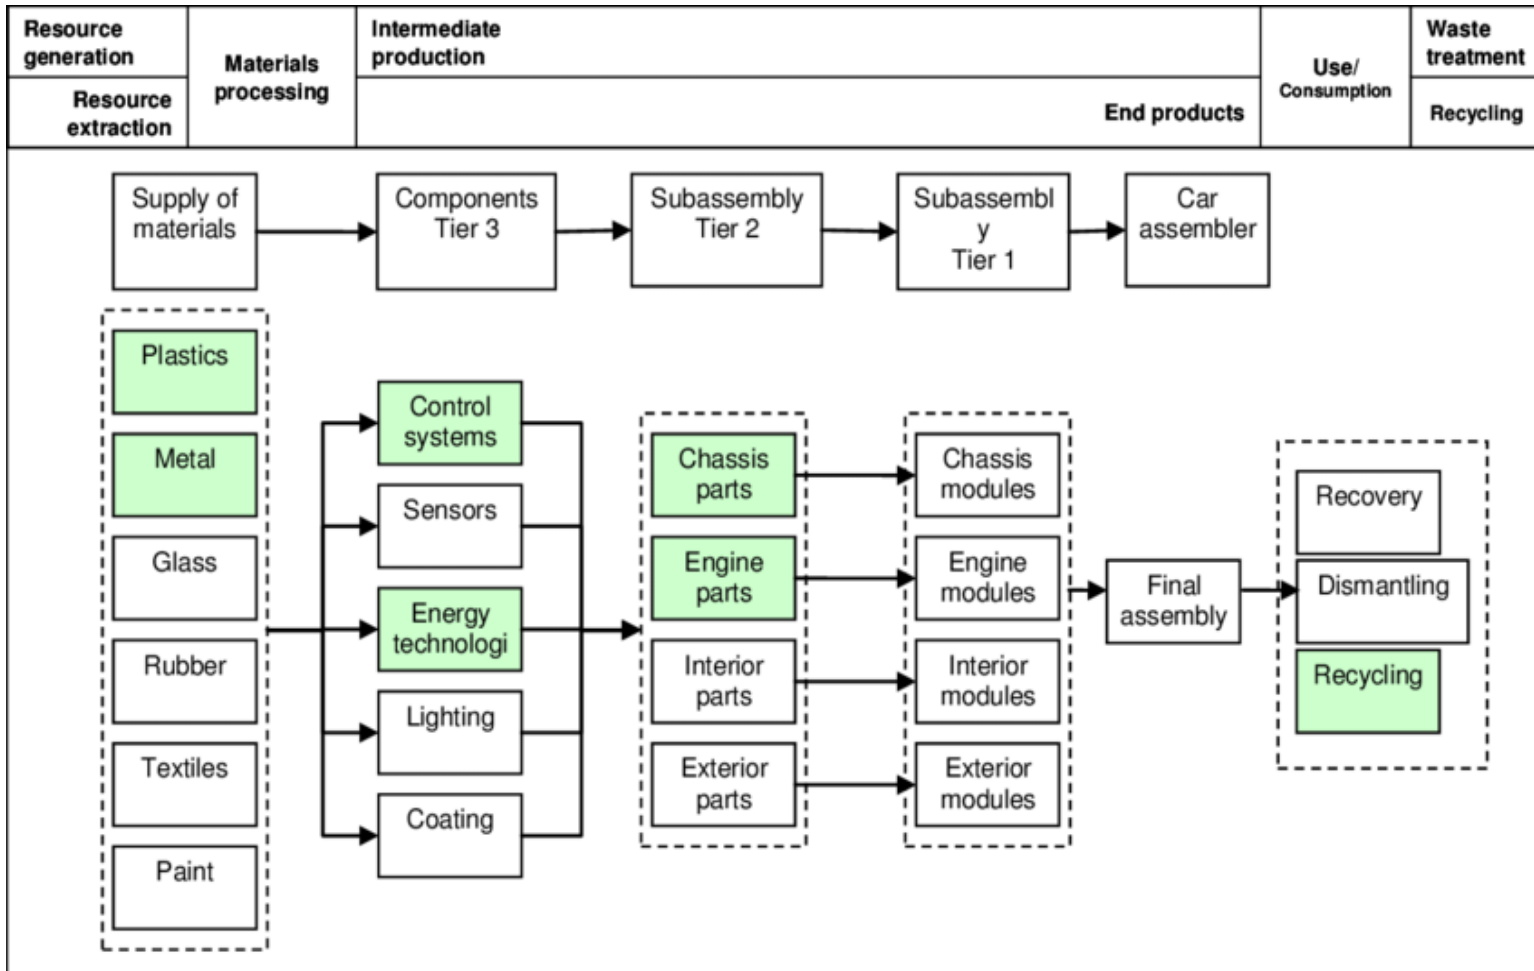 Resource
generation
Resource
extraction
Materials
processing
Intermediate
production
End products
Use/
Consumption
Waste
treatment
Recycling
Supply of
materials
Components
Tier 3
Subassembly
Tier 2
Subassembl
y
Tier 1
Car
assembler
Plastics
Metal
Glass
Rubber
Textiles
Paint
Control
systems
Sensors
Energy
technologi
Lighting
Coating
Chassis
parts
Engine
parts
Interior
parts
Exterior
parts
Chassis
modules
Engine
modules
Interior
modules
Exterior
modules
Final
assembly
Recovery
Dismantling
Recycling